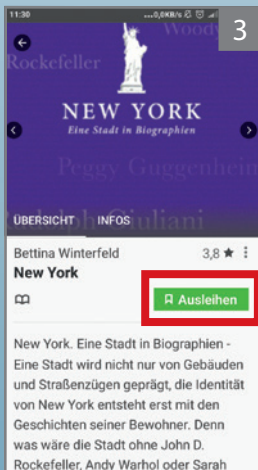 11:30 ...0,0KB/s
3
Woody
Rockefeller
NEW YORK
Eine Stadt in Biographien
Peggy Guggenheim
Rudolph Giuliani
ÜBERSICHT INFOS
Bettina Winterfeld 3,8 ★
New York
Ausleihen
New York. Eine Stadt in Biographien -
Eine Stadt wird nicht nur von Gebäuden
und Straßenzügen geprägt, die Identität
von New York entsteht erst mit den
Geschichten seiner Bewohner. Denn
was wäre die Stadt ohne John D.
Rockefeller, Andy Warhol oder Sarah